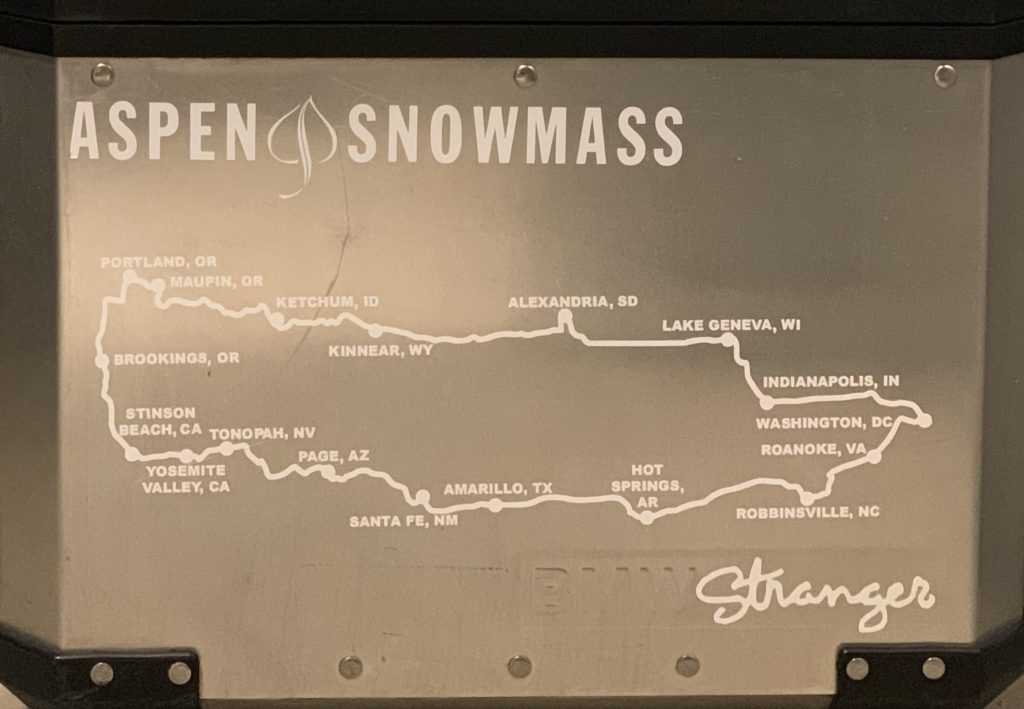 ASPEN SNOWMASS
PORTLAND, OR
MAUPIN, OR
KETCHUM, ID
ALEXANDRIA, SD
LAKE GENEVA, WI
KINNEAR, WY
BROOKINGS, OR
INDIANAPOLIS, IN
STINSON
BEACH, CA
TONOPAH, NV
WASHINGTON, DC
ROANOKE, VA
PAGE, AZ
YOSEMITE
VALLEY, CA
HOT
SPRINGS,
AR
AMARILLO, TX
SANTA FE, NM
ROBBINSVILLE, NC
BMW
Stranger